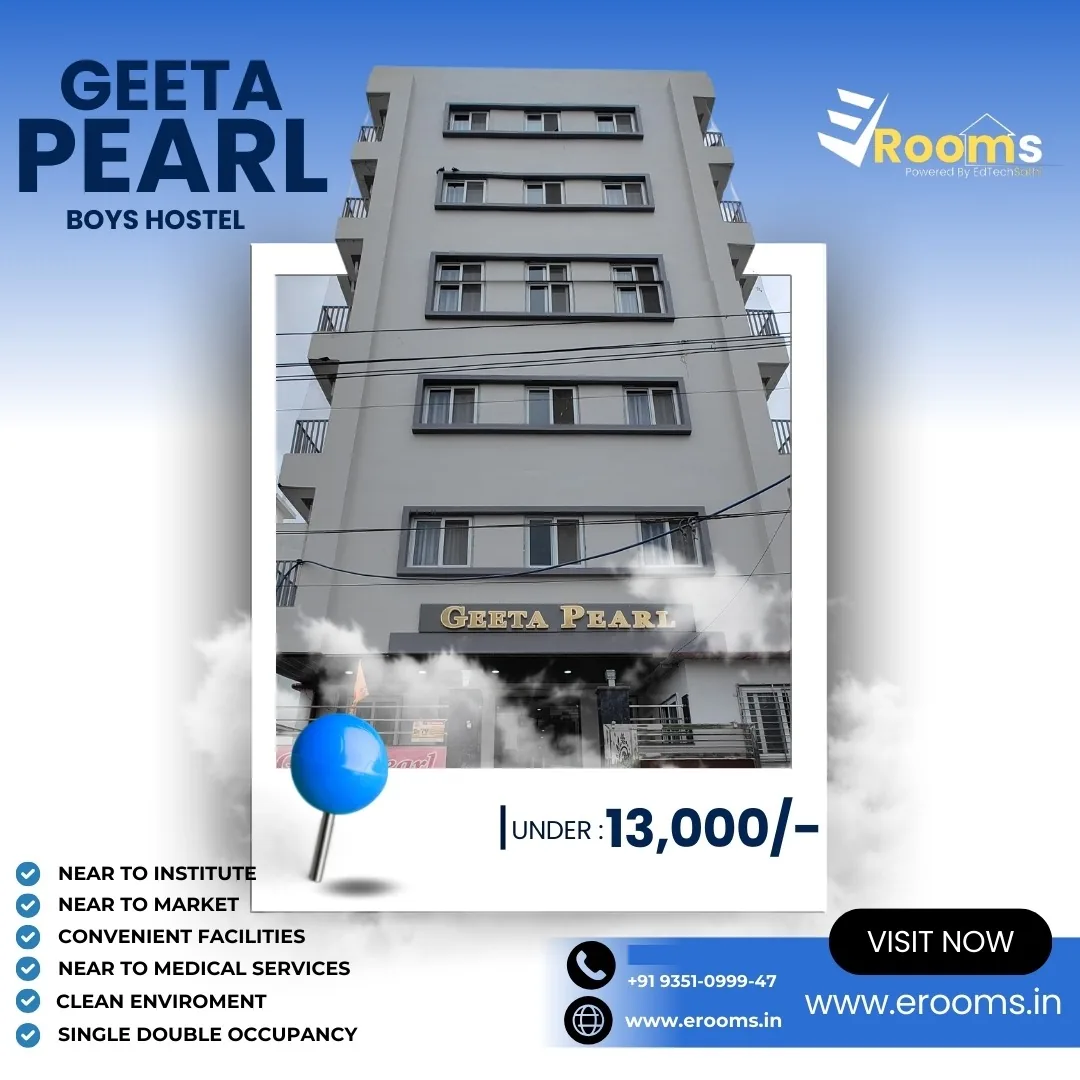 GEETA
PEARL
BOYS HOSTEL
ERooms
Powered By EdTechSolty
GEETA PEARL
UNDER : 13,000/-
NEAR TO INSTITUTE
NEAR TO MARKET
CONVENIENT FACILITIES
NEAR TO MEDICAL SERVICES
CLEAN ENVIROMENT
SINGLE DOUBLE OCCUPANCY
+91 9351-0999-47
www.erooms.in
VISIT NOW
www.erooms.in